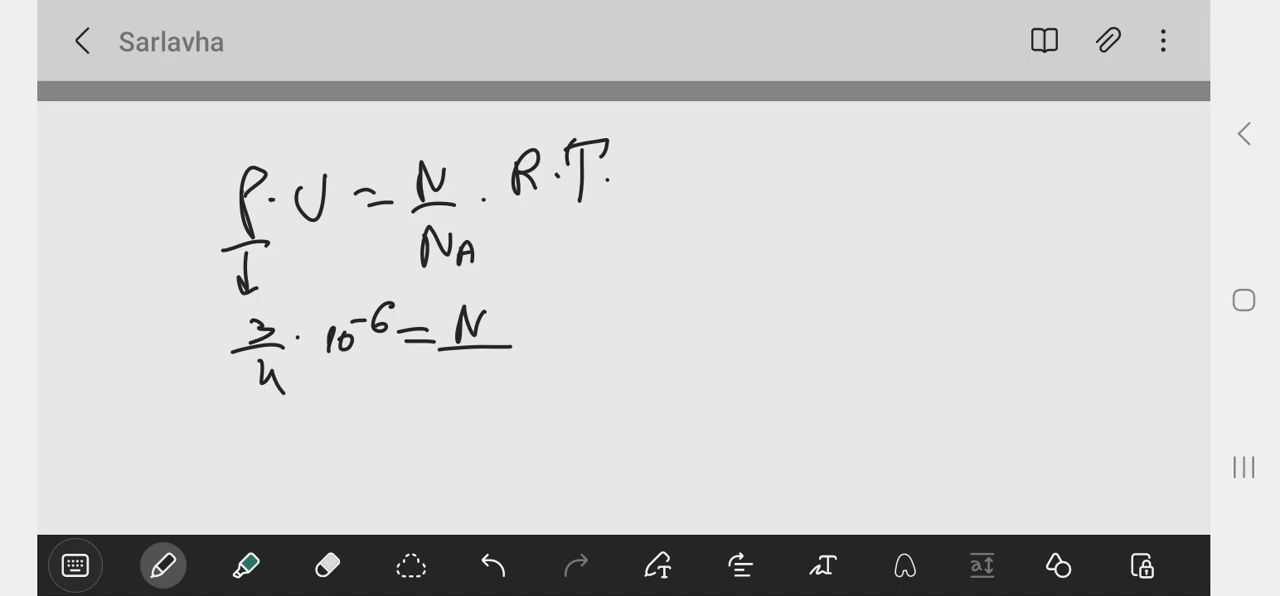 Sarlavha
P · V = N / N_A · R · T.
3 / 4 · 10^-6 = N